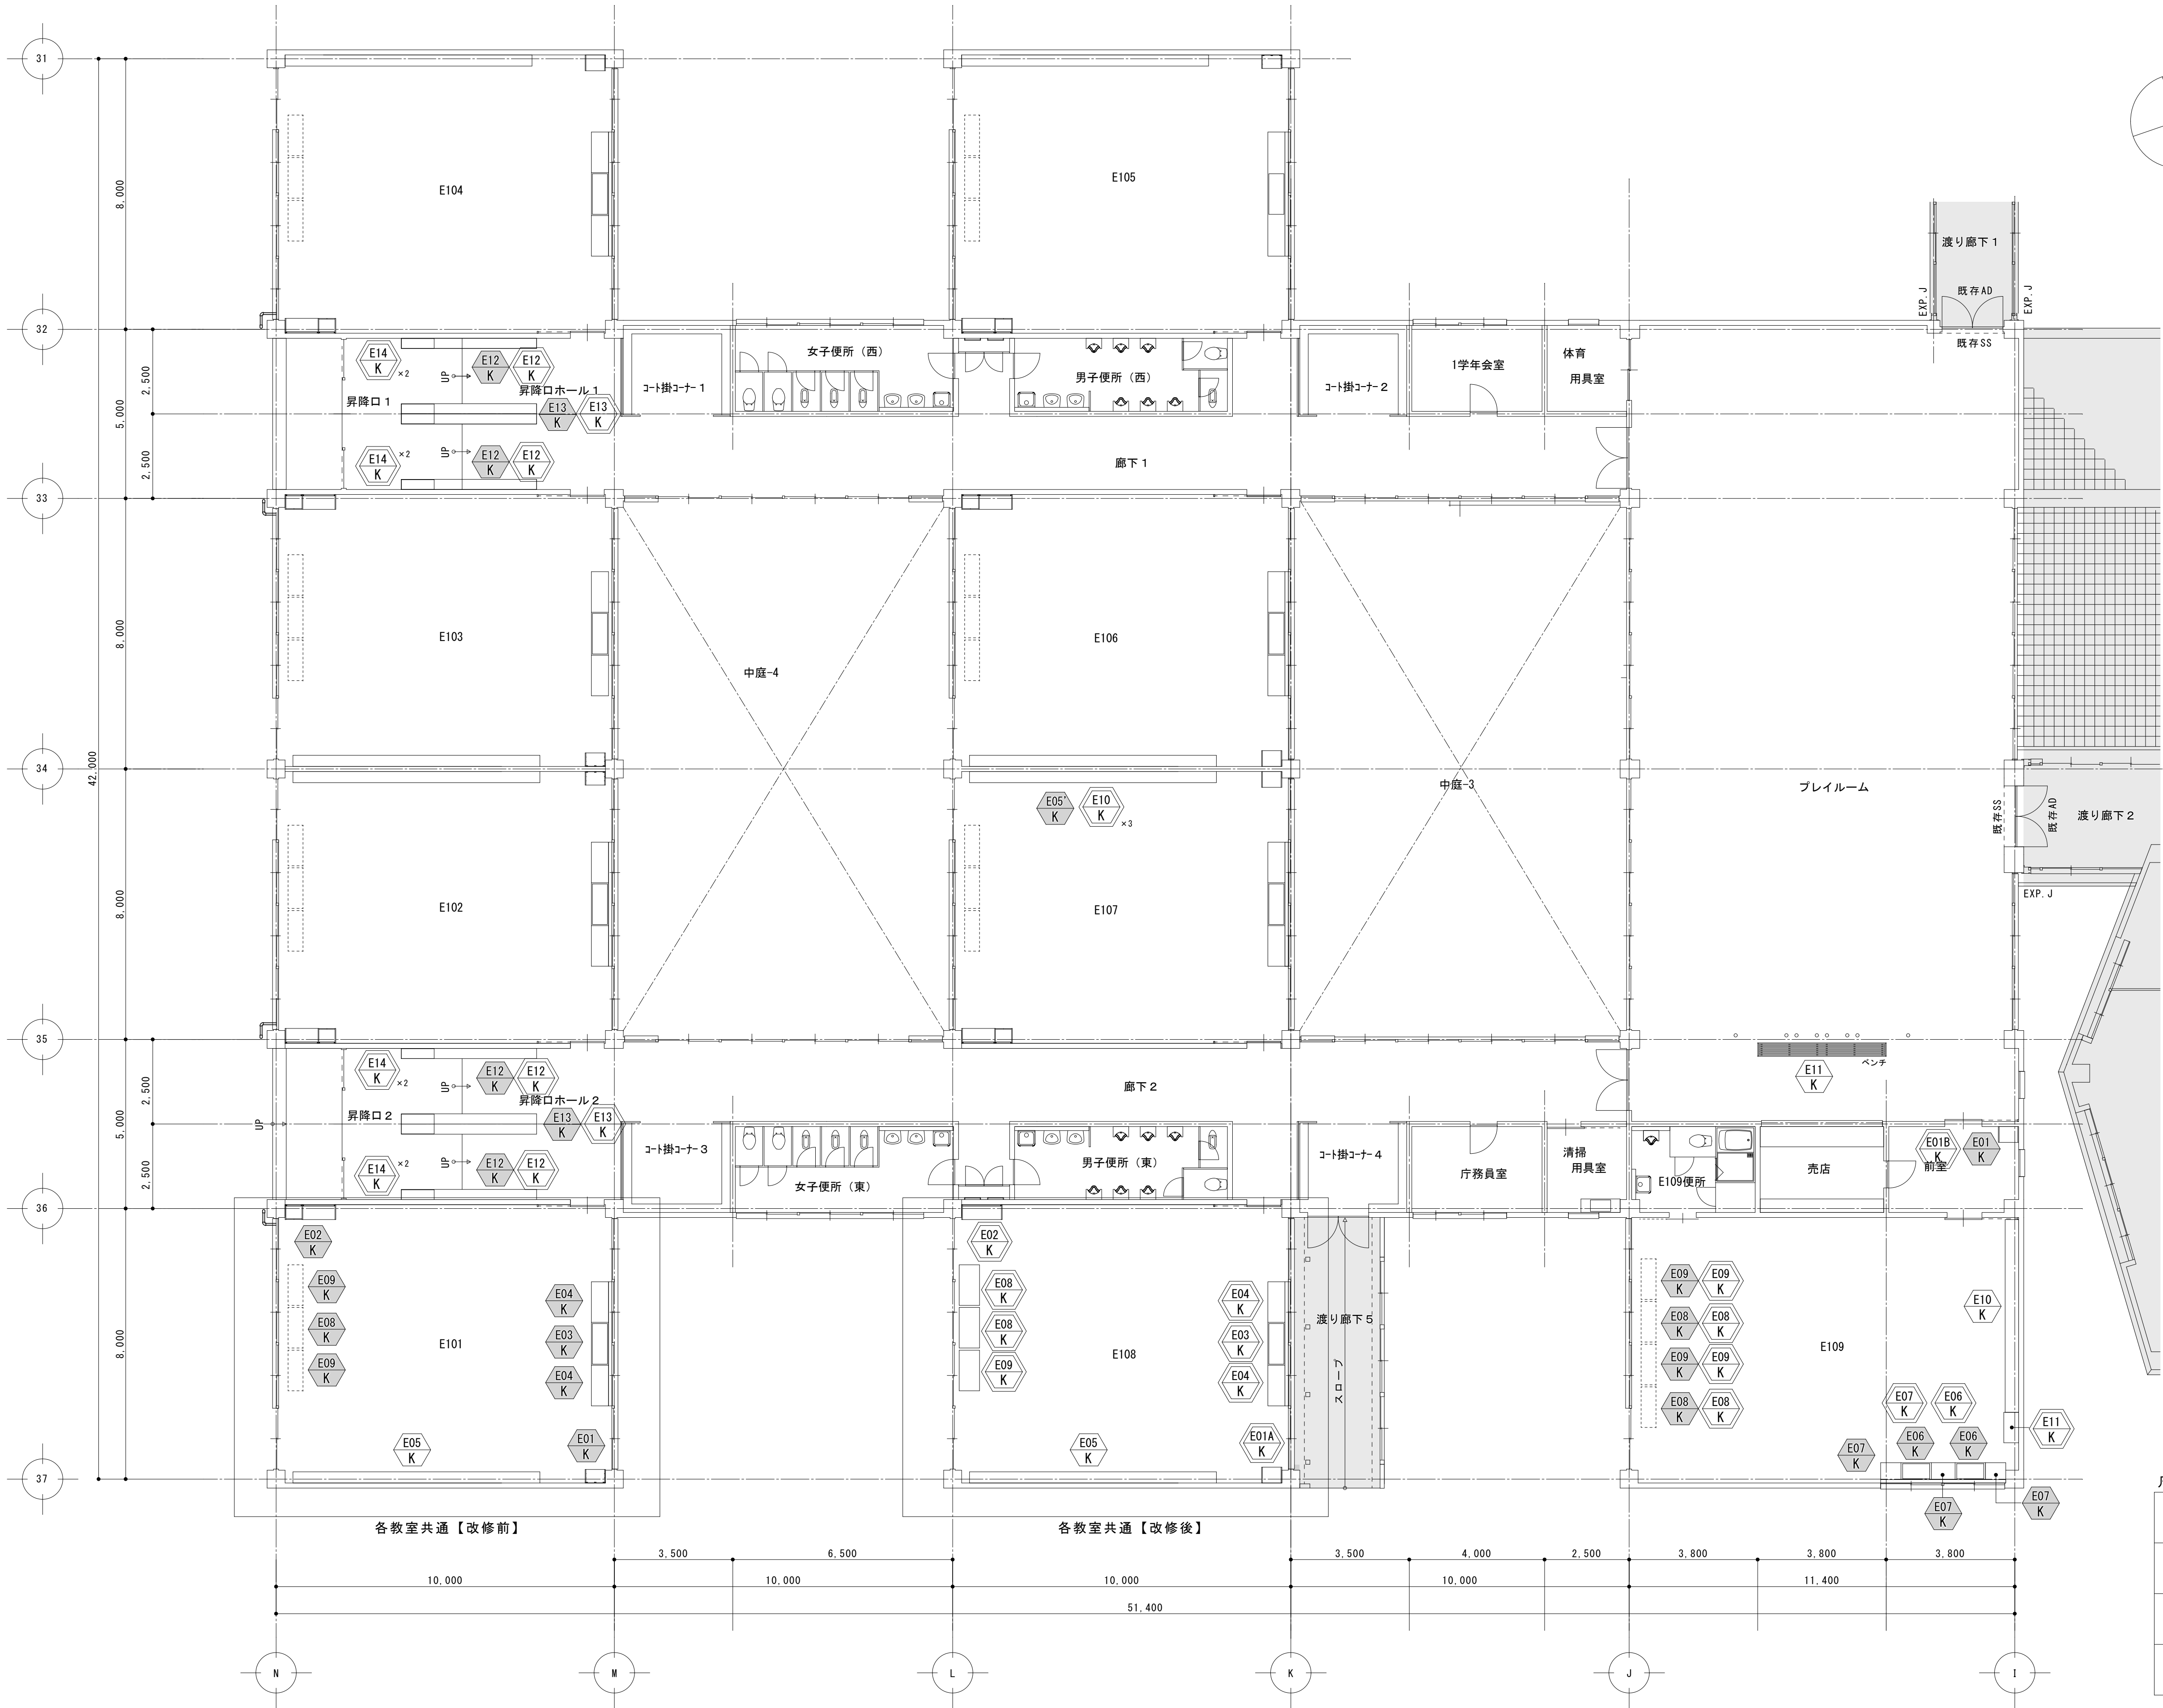 31
E104
E105
8,000
渡り廊下1
EXP.J
既存AD
EXP.J
32
既存SS
E14
K
×2
UP
E12
K
E12
K
女子便所（西）
男子便所（西）
1学年会室
体育
用具室
2,500
昇降口1
昇降口ホール1
コート掛コーナー1
コート掛コーナー2
E13
K
E13
K
5,000
E14
K
×2
UP
E12
K
E12
K
廊下1
2,500
33
E103
E106
8,000
中庭-4
42,000
34
中庭-3
プレイルーム
E05'
K
E10
K
×3
既存SS
既存AD
渡り廊下2
EXP.J
E102
E107
8,000
35
ベンチ
E14
K
×2
UP
E12
K
E12
K
廊下2
E11
K
2,500
昇降口2
昇降口ホール2
UP
E13
K
E13
K
5,000
コート掛コーナー3
コート掛コーナー4
E14
K
×2
UP
E12
K
E12
K
女子便所（東）
男子便所（東）
庁務員室
清掃
用具室
E109便所
売店
前室
E01B
K
E01
K
2,500
36
E02
K
E09
K
E08
K
E09
K
E04
K
E03
K
E04
K
E101
E05
K
E01
K
E02
K
E08
K
E08
K
E09
K
E04
K
E03
K
E04
K
E108
E05
K
E01A
K
渡り廊下5
スロープ
E09
K
E09
K
E08
K
E08
K
E09
K
E09
K
E08
K
E08
K
E109
E10
K
E07
K
E06
K
E11
K
E07
K
E06
K
E06
K
E07
K
E07
K
8,000
37
各教室共通【改修前】
各教室共通【改修後】
3,500
6,500
3,500
4,000
2,500
3,800
3,800
3,800
10,000
10,000
10,000
10,000
11,400
51,400
N
M
L
K
J
I